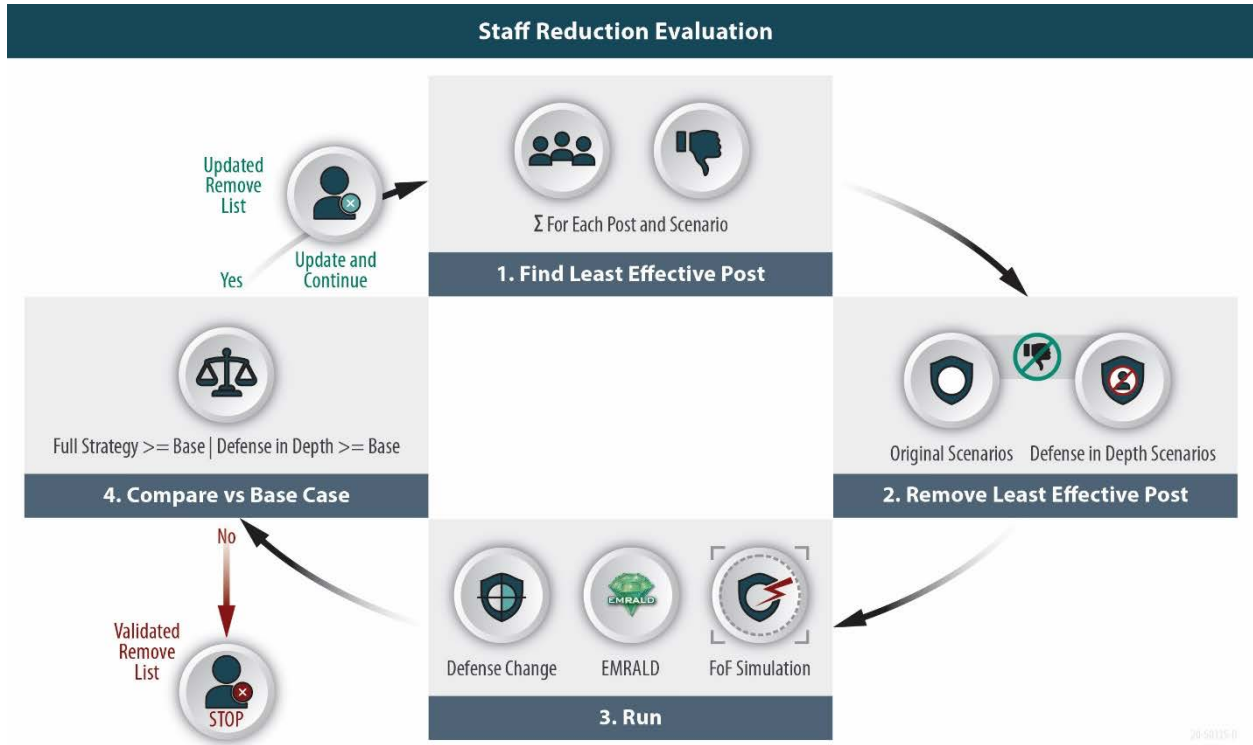 Staff Reduction Evaluation
Updated
Remove
List
Yes
Update and
Continue
Σ For Each Post and Scenario
1. Find Least Effective Post
Original Scenarios
Defense in Depth Scenarios
2. Remove Least Effective Post
Defense Change
EMRALD
EMRALD
FoF Simulation
3. Run
Full Strategy >= Base | Defense in Depth >= Base
4. Compare vs Base Case
No
Validated
Remove
List
STOP